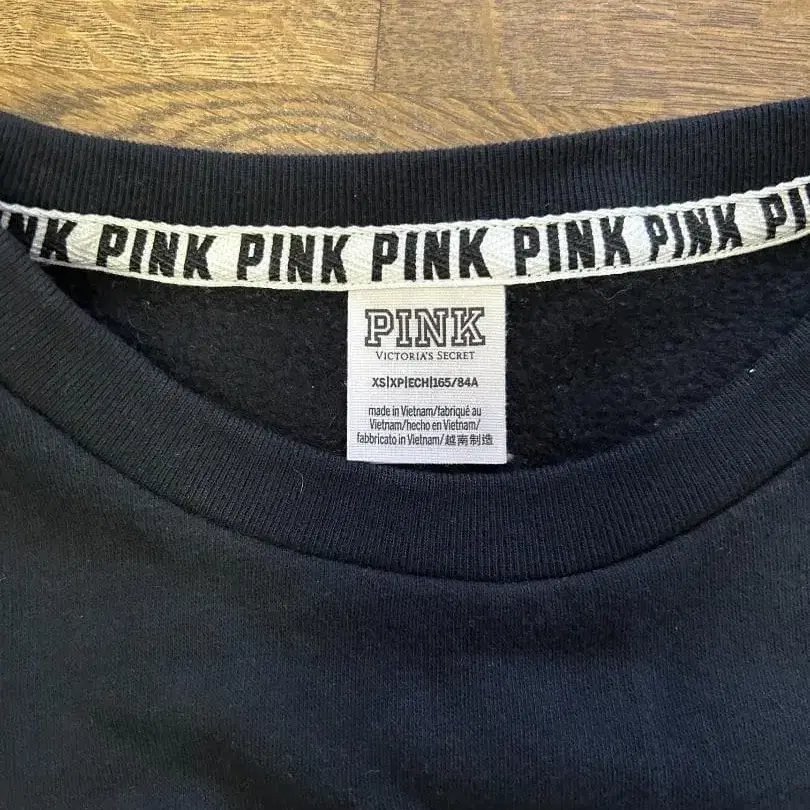 NK PINK PINK PINK PINK PINK PI
PINK
VICTORIA'S SECRET
XS|XP|ECH|165/84A
made in Vietnam/fabriqué au
Vietnam/hecho en Vietnam/
fabbricato in Vietnam/越南制造